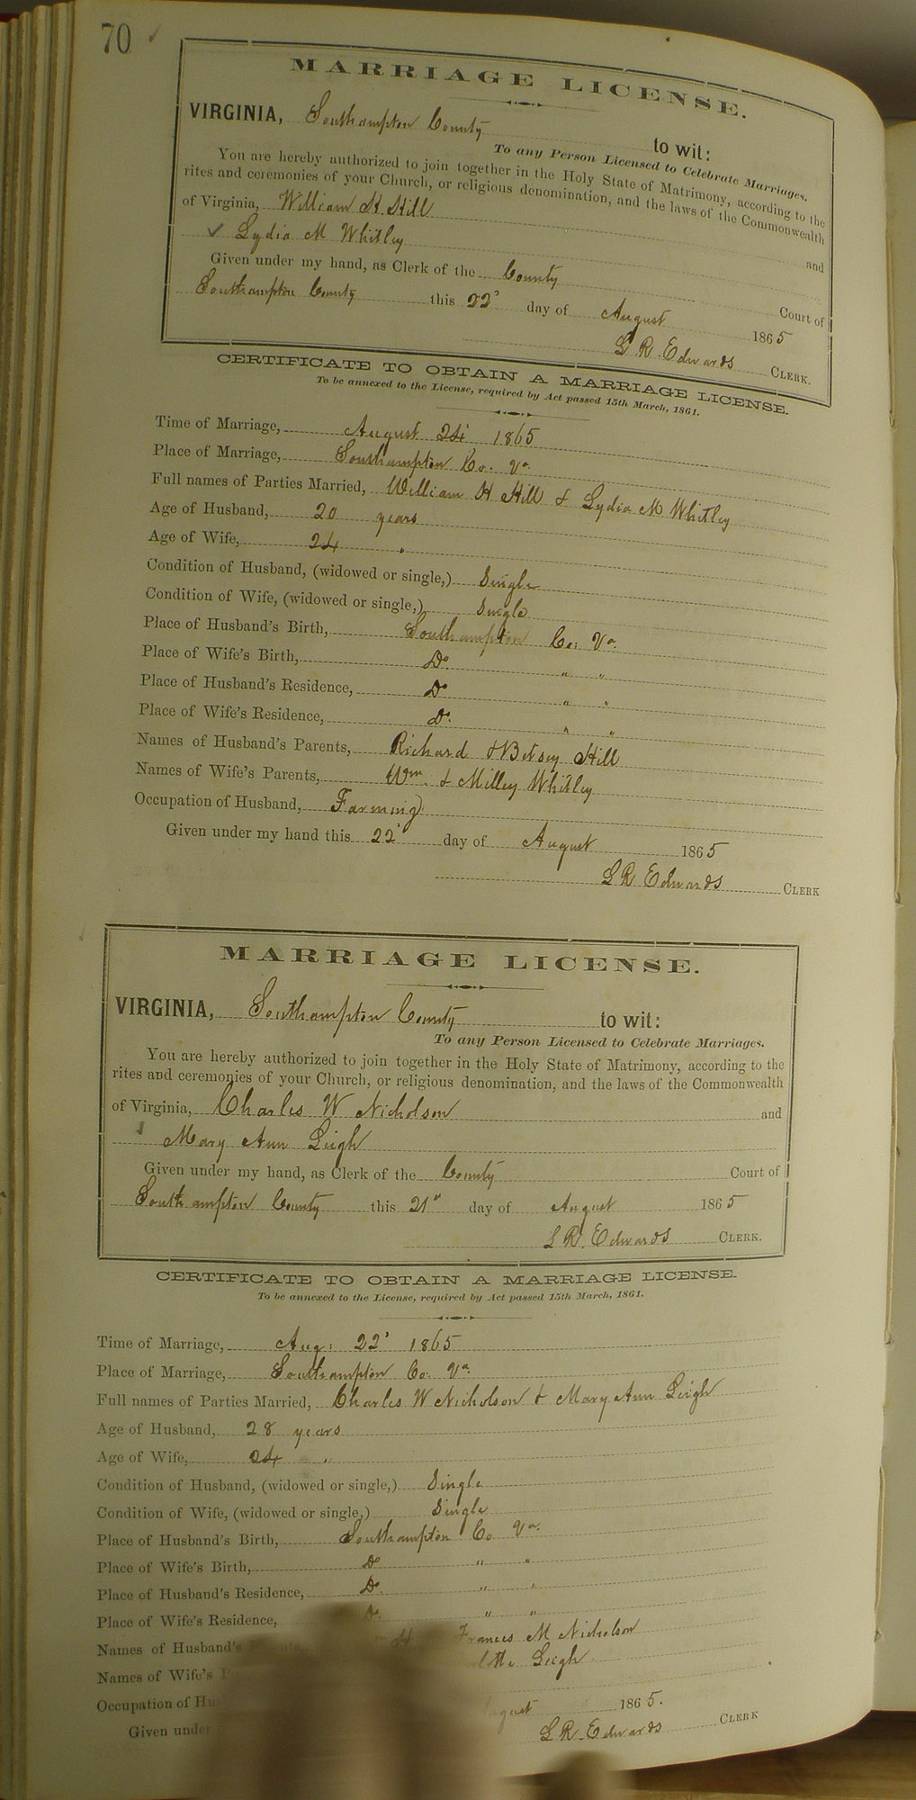 70
MARRIAGE LICENSE.
VIRGINIA, Southampton County to wit:
To any Person Licensed to Celebrate Marriages.
You are hereby authorized to join together in the Holy State of Matrimony, according to the
rites and ceremonies of your Church, or religious denomination, and the laws of the Commonwealth
of Virginia, William H. Hill and
Lydia M Whitley
Given under my hand, as Clerk of the County Court of
Southampton County this 22' day of August 1865
L R Edwards CLERK.
CERTIFICATE TO OBTAIN A MARRIAGE LICENSE.
To be annexed to the License, required by Act passed 15th March, 1861.
Time of Marriage, August 24' 1865
Place of Marriage, Southampton Co. Va.
Full names of Parties Married, William H Hill & Lydia M Whitley
Age of Husband, 20 years
Age of Wife, 24 "
Condition of Husband, (widowed or single,) Single
Condition of Wife, (widowed or single,) Single
Place of Husband's Birth, Southampton Co. Va.
Place of Wife's Birth, Do. " "
Place of Husband's Residence, Do " "
Place of Wife's Residence, Do. " "
Names of Husband's Parents, Richard & Betsey Hill
Names of Wife's Parents, Wm. & Milley Whitley
Occupation of Husband, Farming
Given under my hand this 22' day of August 1865
L R Edwards CLERK
MARRIAGE LICENSE.
VIRGINIA, Southampton County to wit:
To any Person Licensed to Celebrate Marriages.
You are hereby authorized to join together in the Holy State of Matrimony, according to the
rites and ceremonies of your Church, or religious denomination, and the laws of the Commonwealth
of Virginia, Charles W Nicholson and
Mary Ann Leigh
Given under my hand, as Clerk of the County Court of
Southampton County this 21" day of August 1865
L R. Edwards CLERK.
CERTIFICATE TO OBTAIN A MARRIAGE LICENSE.
To be annexed to the License, required by Act passed 15th March, 1861.
Time of Marriage, Aug: 22' 1865
Place of Marriage, Southampton Co. Va.
Full names of Parties Married, Charles W Nicholson & Mary Ann Leigh
Age of Husband, 28 years
Age of Wife, 24 "
Condition of Husband, (widowed or single,) Single
Condition of Wife, (widowed or single,) Single
Place of Husband's Birth, Southampton Co Va.
Place of Wife's Birth, Do " "
Place of Husband's Residence, Do. " "
Place of Wife's Residence, Do. " "
Names of Husband's Frances M Nicholson
Names of Wife's Leigh
Occupation of
Given 1865.
L R Edwards CLERK